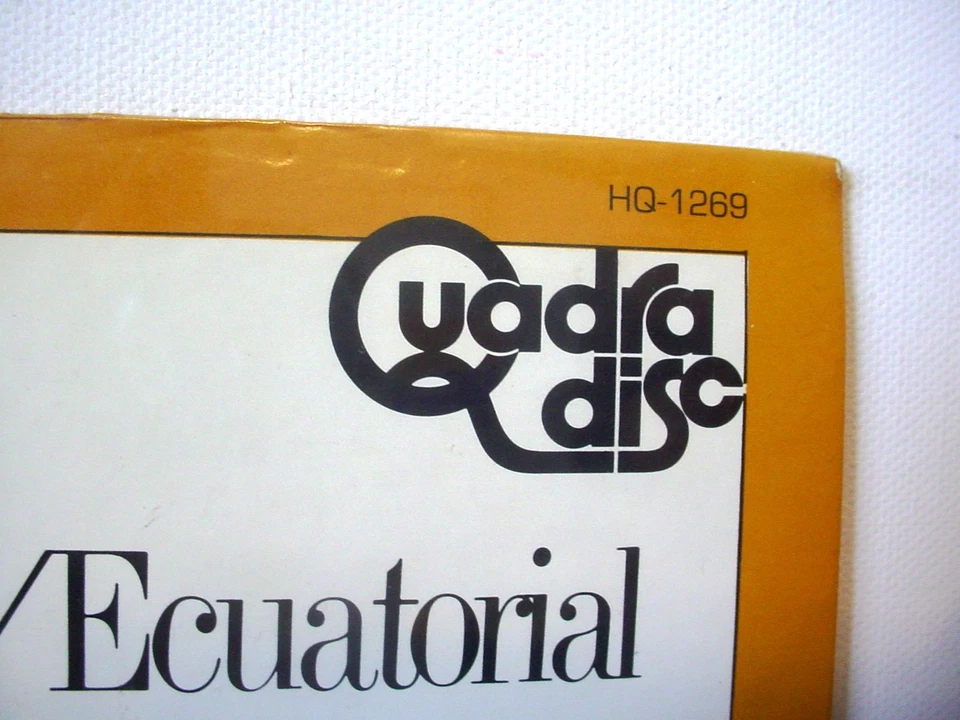 HQ-1269
Quadra
disc
/Ecuatorial